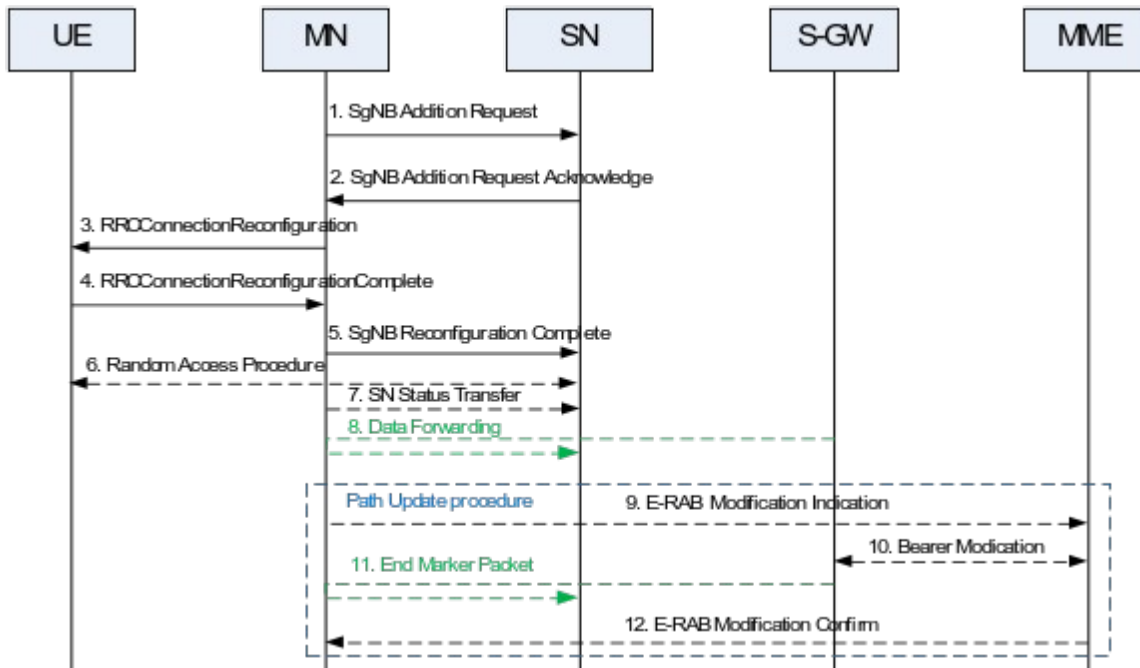 UE MN SN S-GW MME
1. SgNB Addition Request
2. SgNB Addition Request Acknowledge
3. RRCConnectionReconfiguration
4. RRCConnectionReconfigurationComplete
5. SgNB Reconfiguration Complete
6. Random Access Procedure
7. SN Status Transfer
8. Data Forwarding
Path Update procedure
9. E-RAB Modification Indication
10. Bearer Modication
11. End Marker Packet
12. E-RAB Modification Confirm